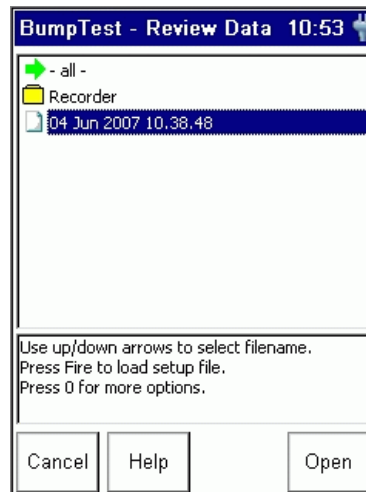 BumpTest - Review Data 10:53
- all -
Recorder
04 Jun 2007 10.38.48
Use up/down arrows to select filename.
Press Fire to load setup file.
Press 0 for more options.
Cancel Help Open